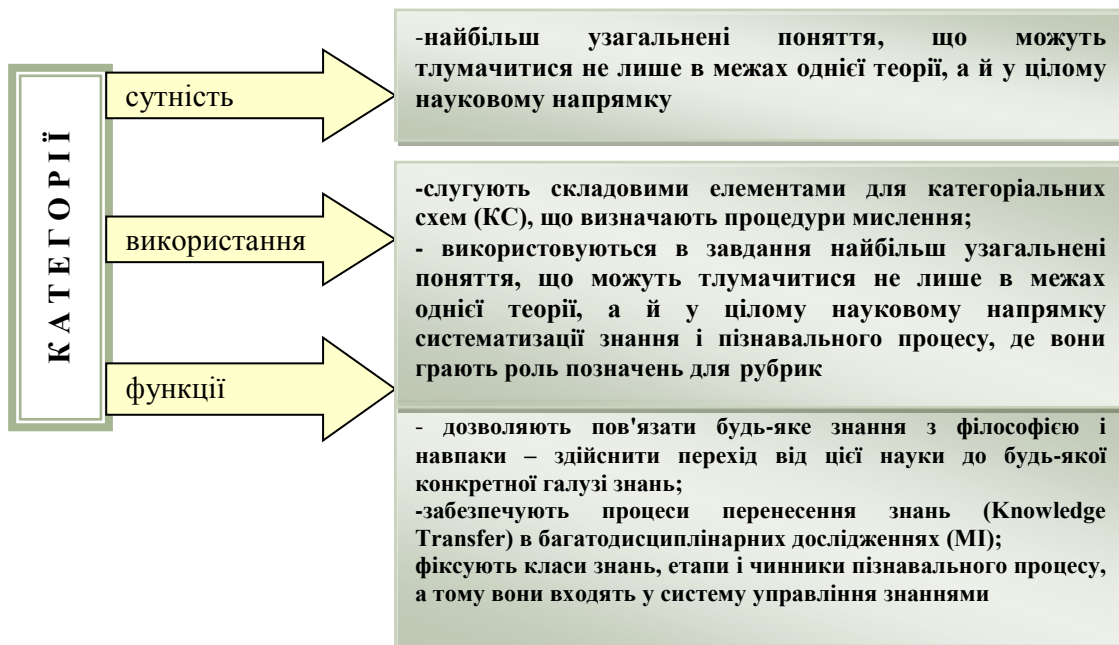 КАТЕГОРІЇ
сутність
-найбільш узагальнені поняття, що можуть
тлумачитися не лише в межах однієї теорії, а й у цілому
науковому напрямку
використання
-слугують складовими елементами для категоріальних
схем (КС), що визначають процедури мислення;
- використовуються в завдання найбільш узагальнені
поняття, що можуть тлумачитися не лише в межах
однієї теорії, а й у цілому науковому напрямку
систематизації знання і пізнавального процесу, де вони
грають роль позначень для рубрик
функції
- дозволяють пов'язати будь-яке знання з філософією і
навпаки – здійснити перехід від цієї науки до будь-якої
конкретної галузі знань;
-забезпечують процеси перенесення знань (Knowledge
Transfer) в багатодисциплінарних дослідженнях (МІ);
фіксують класи знань, етапи і чинники пізнавального процесу,
а тому вони входять у систему управління знаннями